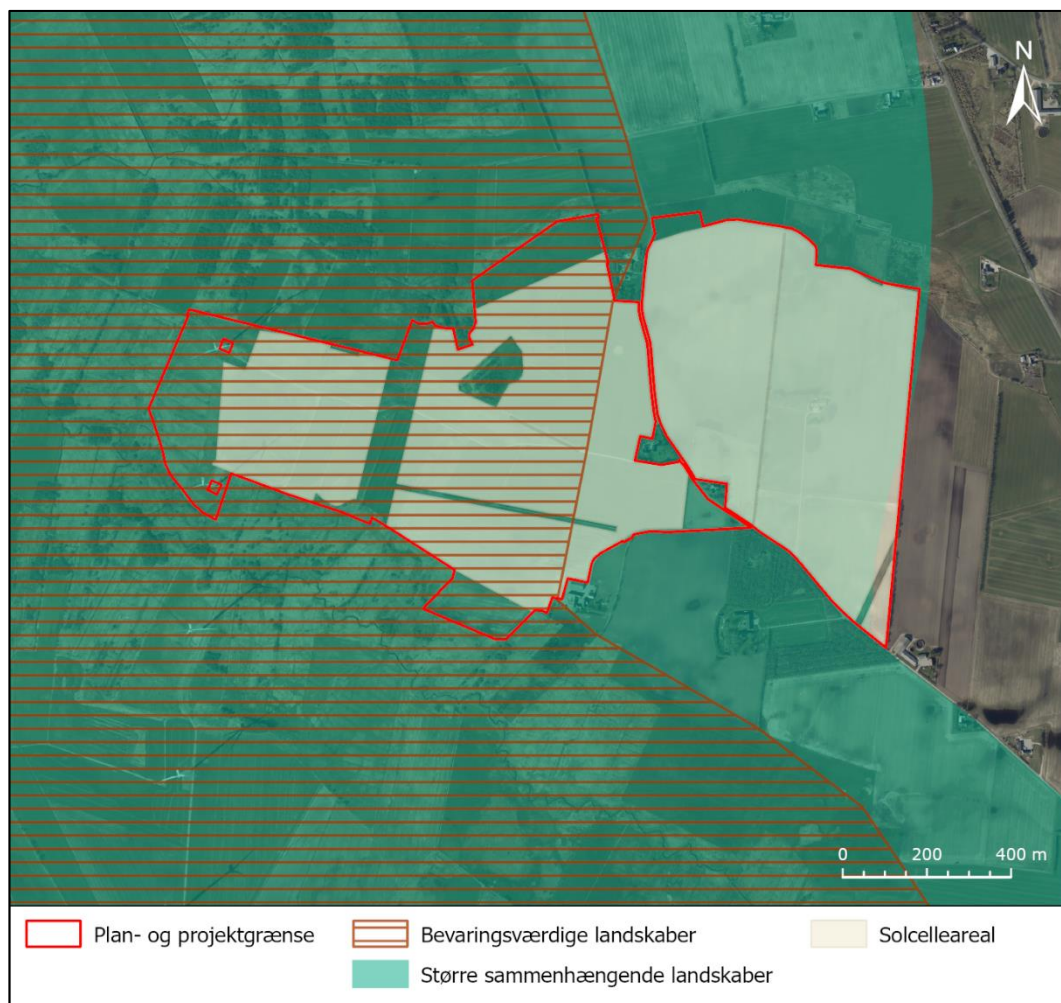 N
0 200 400 m
Plan- og projektgrænse
Bevaringsværdige landskaber
Solcelleareal
Større sammenhængende landskaber